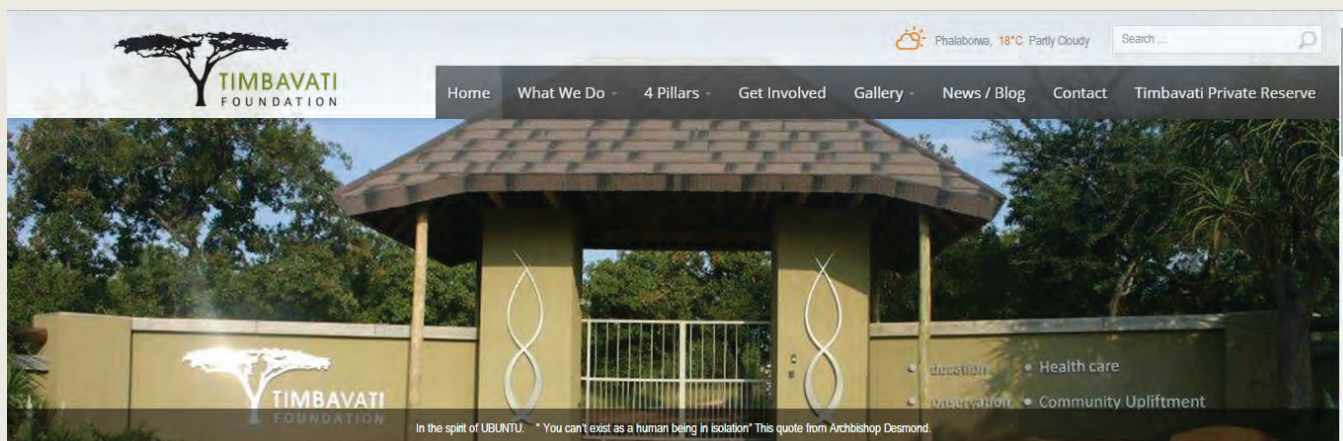 Phalaborwa, 18°C Partly Cloudy
Search ...
TIMBAVATI
FOUNDATION
Home What We Do 4 Pillars Get Involved Gallery News / Blog Contact Timbavati Private Reserve
• Health care
TIMBAVATI
FOUNDATION
• Community Upliftment
In the spirit of UBUNTU. " You can't exist as a human being in isolation" This quote from Archbishop Desmond.